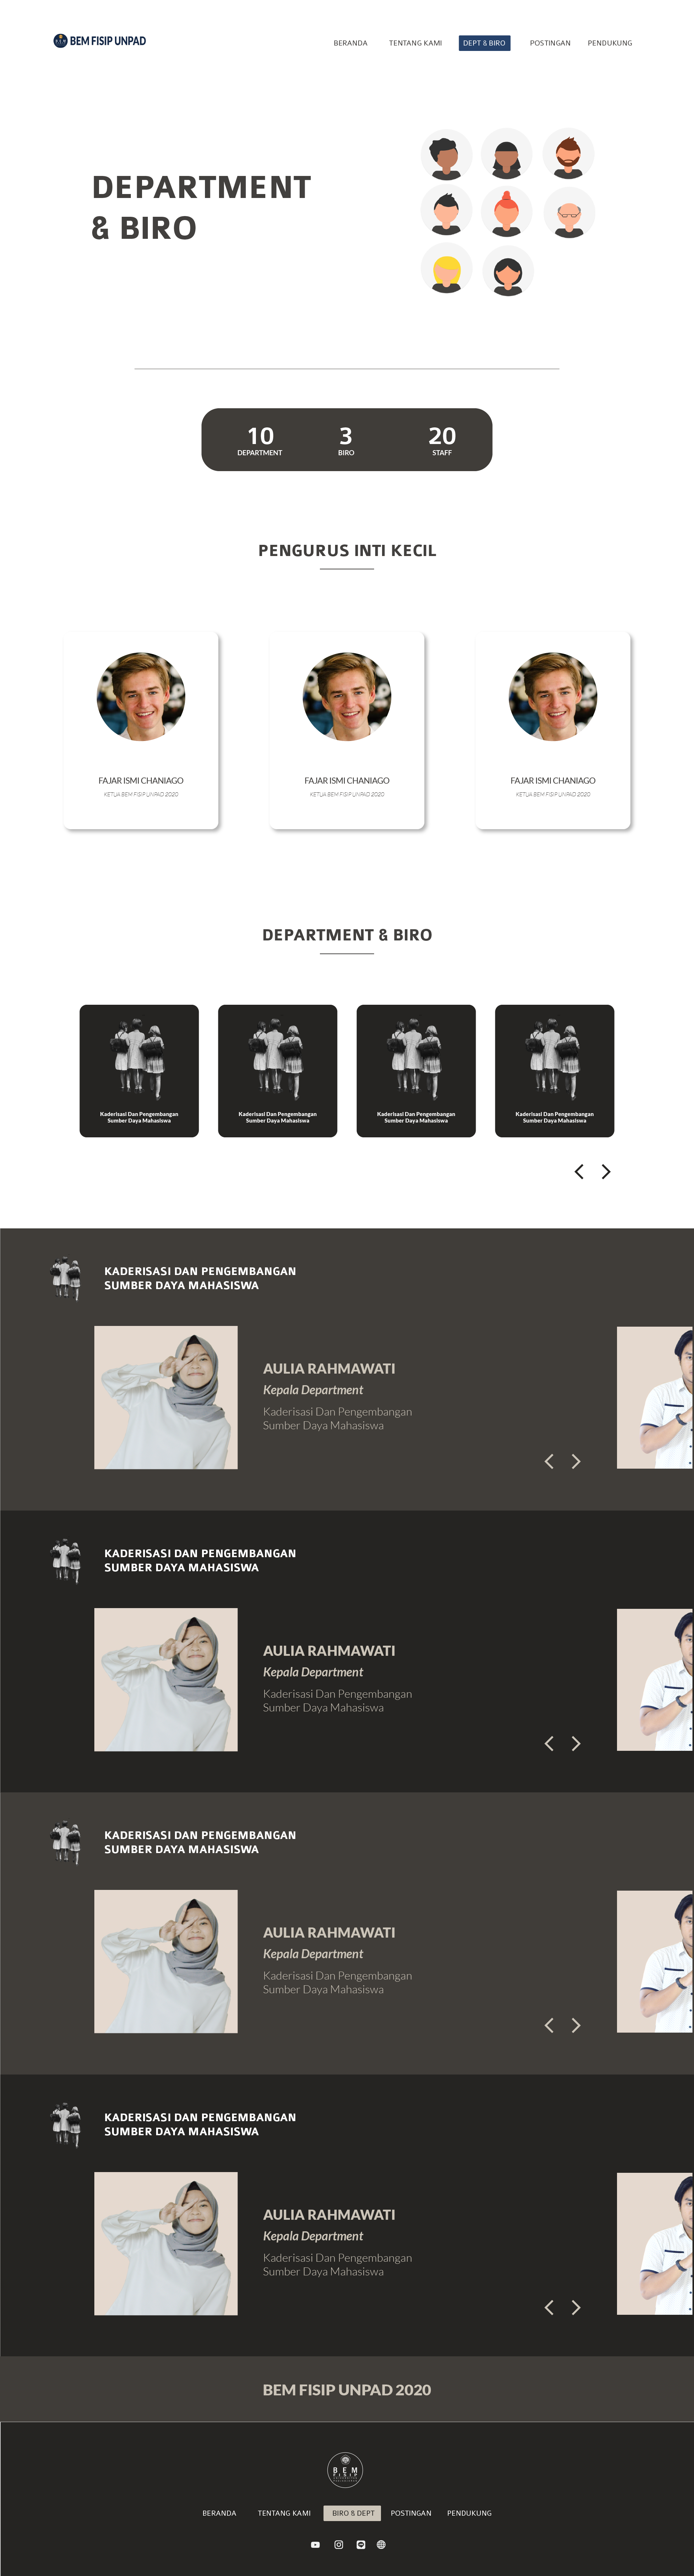 BEM FISIP UNPAD
BERANDA TENTANG KAMI DEPT & BIRO POSTINGAN PENDUKUNG
DEPARTMENT
& BIRO
10 3 20
DEPARTMENT BIRO STAFF
PENGURUS INTI KECIL
FAJAR ISMI CHANIAGO FAJAR ISMI CHANIAGO FAJAR ISMI CHANIAGO
KETUA BEM FISIP UNPAD 2020 KETUA BEM FISIP UNPAD 2020 KETUA BEM FISIP UNPAD 2020
DEPARTMENT & BIRO
Kaderisasi Dan Pengembangan Kaderisasi Dan Pengembangan Kaderisasi Dan Pengembangan Kaderisasi Dan Pengembangan
Sumber Daya Mahasiswa Sumber Daya Mahasiswa Sumber Daya Mahasiswa Sumber Daya Mahasiswa
KADERISASI DAN PENGEMBANGAN
SUMBER DAYA MAHASISWA
AULIA RAHMAWATI
Kepala Department
Kaderisasi Dan Pengembangan
Sumber Daya Mahasiswa
KADERISASI DAN PENGEMBANGAN
SUMBER DAYA MAHASISWA
AULIA RAHMAWATI
Kepala Department
Kaderisasi Dan Pengembangan
Sumber Daya Mahasiswa
KADERISASI DAN PENGEMBANGAN
SUMBER DAYA MAHASISWA
AULIA RAHMAWATI
Kepala Department
Kaderisasi Dan Pengembangan
Sumber Daya Mahasiswa
KADERISASI DAN PENGEMBANGAN
SUMBER DAYA MAHASISWA
AULIA RAHMAWATI
Kepala Department
Kaderisasi Dan Pengembangan
Sumber Daya Mahasiswa
BEM FISIP UNPAD 2020
BEM
FISIP
BERANDA TENTANG KAMI BIRO & DEPT POSTINGAN PENDUKUNG